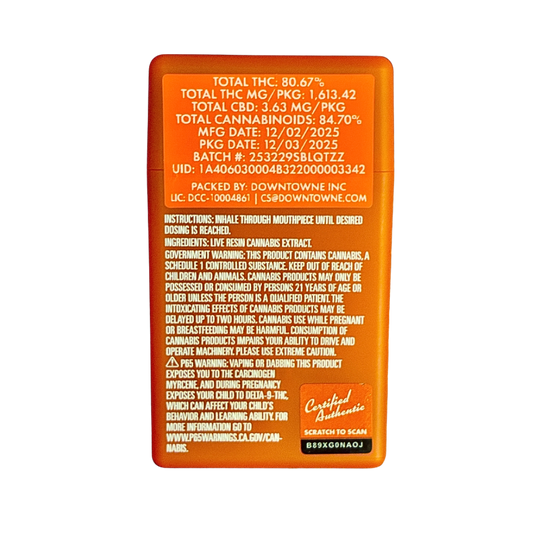 TOTAL THC: 80.67%
TOTAL THC MG/PKG: 1,613.42
TOTAL CBD: 3.63 MG/PKG
TOTAL CANNABINOIDS: 84.70%
MFG DATE: 12/02/2025
PKG DATE: 12/03/2025
BATCH #: 253229SBLQTZZ
UID: 1A406030004B322000003342
PACKED BY: DOWNTOWNE INC
LIC: DCC-10004861 | CS@DOWNTOWNE.COM
INSTRUCTIONS: INHALE THROUGH MOUTHPIECE UNTIL DESIRED
DOSING IS REACHED.
INGREDIENTS: LIVE RESIN CANNABIS EXTRACT.
GOVERNMENT WARNING: THIS PRODUCT CONTAINS CANNABIS, A
SCHEDULE 1 CONTROLLED SUBSTANCE. KEEP OUT OF REACH OF
CHILDREN AND ANIMALS. CANNABIS PRODUCTS MAY ONLY BE
POSSESSED OR CONSUMED BY PERSONS 21 YEARS OF AGE OR
OLDER UNLESS THE PERSON IS A QUALIFIED PATIENT. THE
INTOXICATING EFFECTS OF CANNABIS PRODUCTS MAY BE
DELAYED UP TO TWO HOURS. CANNABIS USE WHILE PREGNANT
OR BREASTFEEDING MAY BE HARMFUL. CONSUMPTION OF
CANNABIS PRODUCTS IMPAIRS YOUR ABILITY TO DRIVE AND
OPERATE MACHINERY. PLEASE USE EXTREME CAUTION.
⚠ P65 WARNING: VAPING OR DABBING THIS PRODUCT
EXPOSES YOU TO THE CARCINOGEN
MYRCENE, AND DURING PREGNANCY
EXPOSES YOUR CHILD TO DELTA-9-THC,
WHICH CAN AFFECT YOUR CHILD'S
BEHAVIOR AND LEARNING ABILITY. FOR
MORE INFORMATION GO TO
WWW.P65WARNINGS.CA.GOV/CAN-
NABIS.
Certified
Authentic
SCRATCH TO SCAN
B89XG0NAOJ